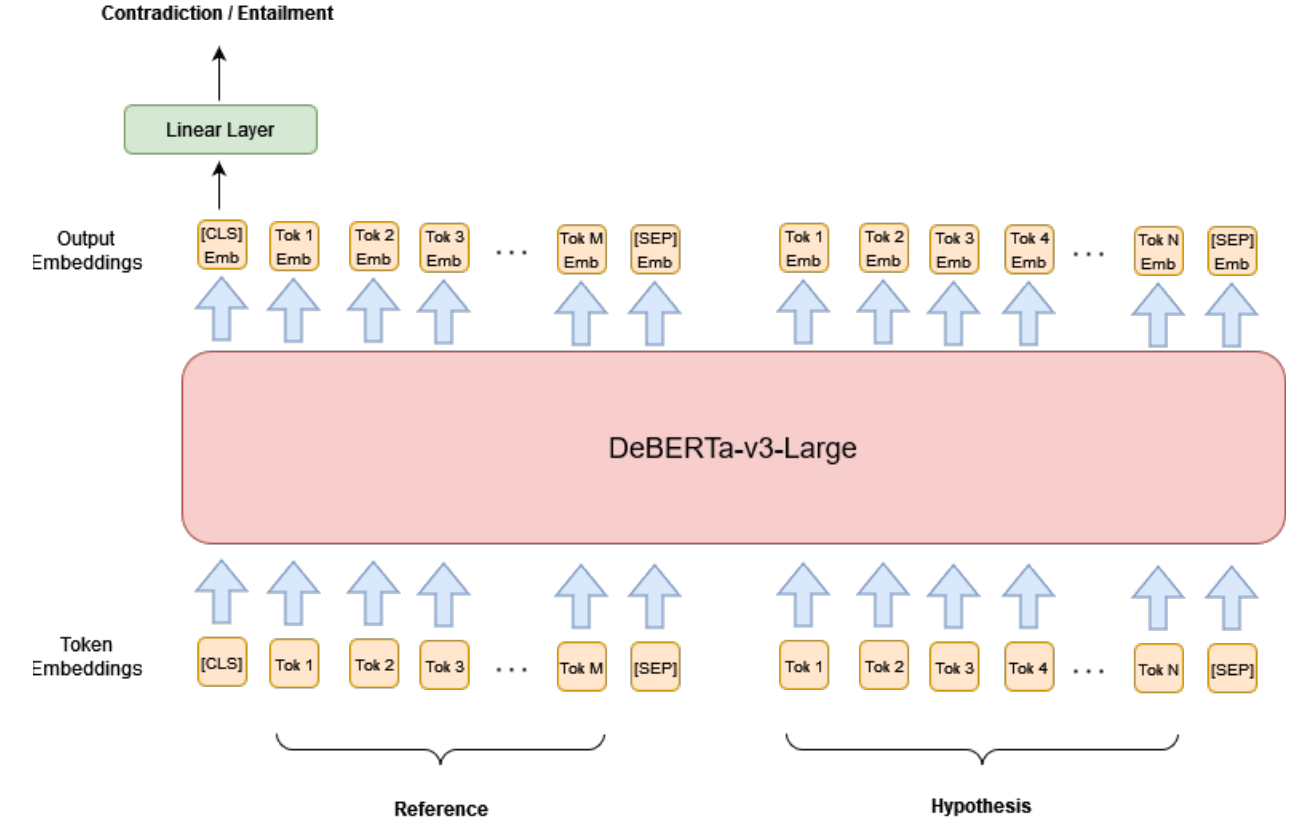 Contradiction / Entailment
Linear Layer
Output
Embeddings
[CLS]
Emb
Tok 1
Emb
Tok 2
Emb
Tok 3
Emb
...
Tok M
Emb
[SEP]
Emb
Tok 1
Emb
Tok 2
Emb
Tok 3
Emb
Tok 4
Emb
...
Tok N
Emb
[SEP]
Emb
DeBERTa-v3-Large
Token
Embeddings
[CLS]
Tok 1
Tok 2
Tok 3
...
Tok M
[SEP]
Tok 1
Tok 2
Tok 3
Tok 4
...
Tok N
[SEP]
Reference
Hypothesis